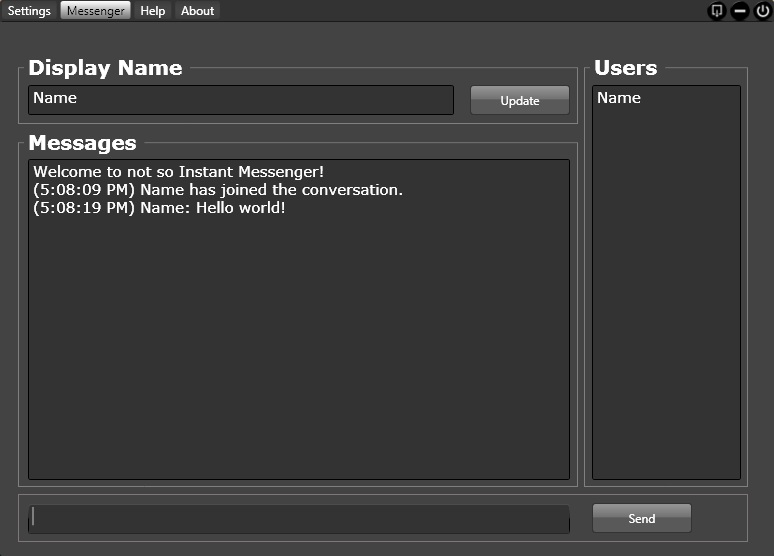 Settings Messenger Help About
Display Name
Name
Update
Users
Name
Messages
Welcome to not so Instant Messenger!
(5:08:09 PM) Name has joined the conversation.
(5:08:19 PM) Name: Hello world!
Send